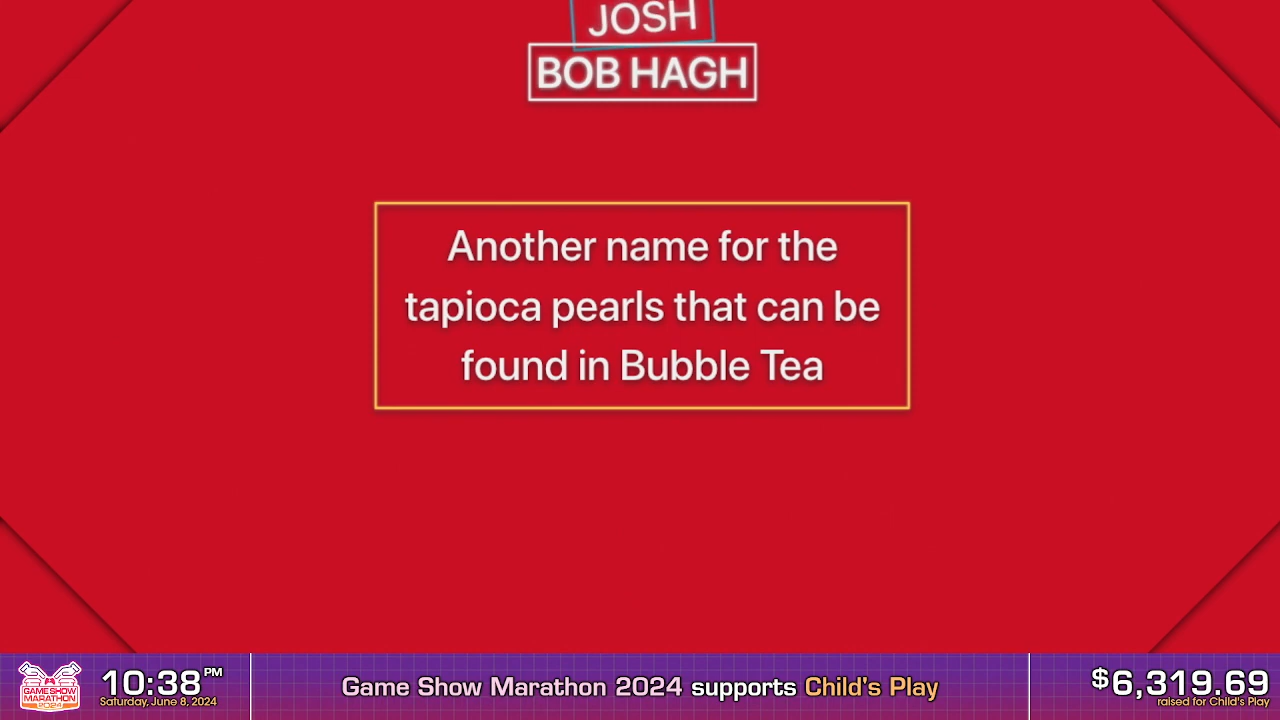 JOSH
BOB HAGH
Another name for the
tapioca pearls that can be
found in Bubble Tea
GAME SHOW
MARATHON
2024
10:38 PM
Saturday, June 8, 2024
Game Show Marathon 2024 supports Child's Play
$6,319.69
raised for Child's Play